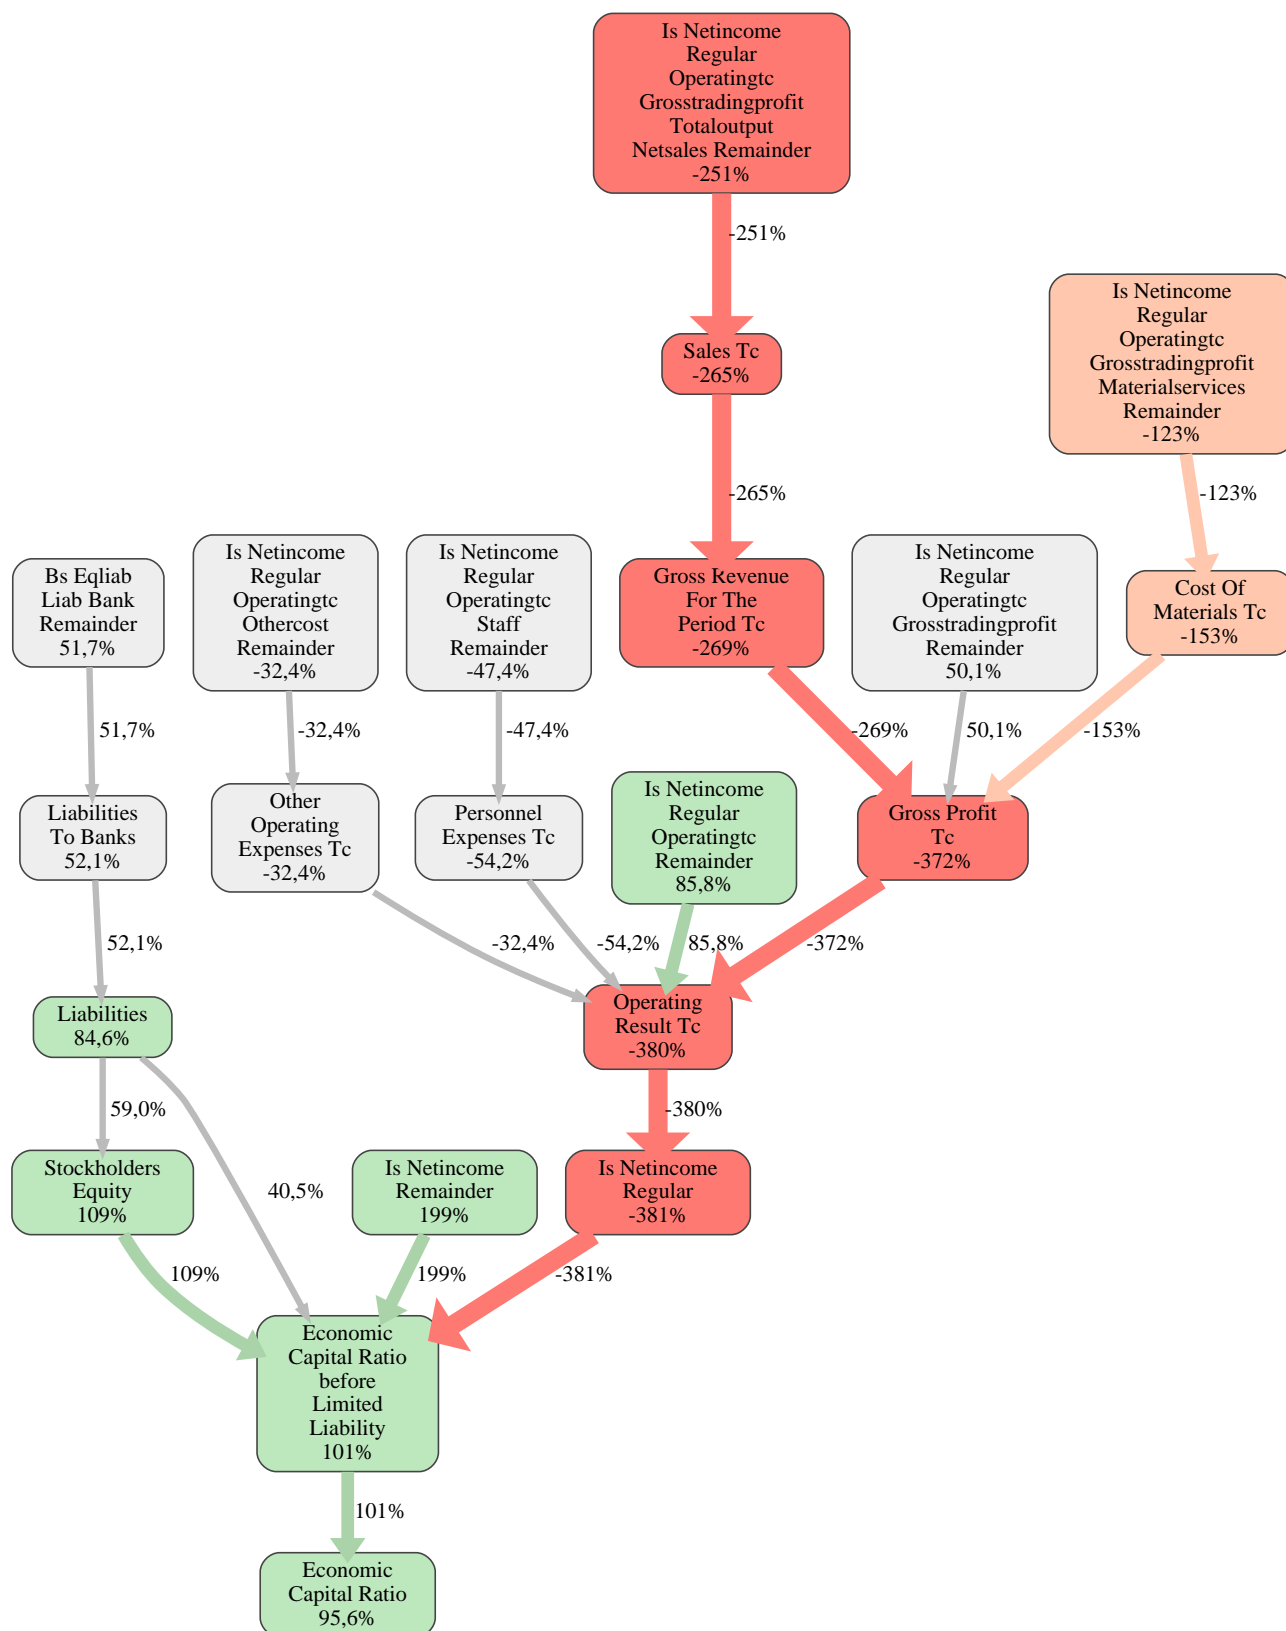 Is Netincome
Regular
Operatingtc
Grosstradingprofit
Totaloutput
Netsales Remainder
-251%
-251%
Is Netincome
Regular
Operatingtc
Grosstradingprofit
Materialservices
Remainder
-123%
Sales Tc
-265%
-265%
-123%
Bs Eqliab
Liab Bank
Remainder
51,7%
Is Netincome
Regular
Operatingtc
Othercost
Remainder
-32,4%
Is Netincome
Regular
Operatingtc
Staff
Remainder
-47,4%
Gross Revenue
For The
Period Tc
-269%
Is Netincome
Regular
Operatingtc
Grosstradingprofit
Remainder
50,1%
Cost Of
Materials Tc
-153%
51,7%
-32,4%
-47,4%
-269%
50,1%
-153%
Liabilities
To Banks
52,1%
Other
Operating
Expenses Tc
-32,4%
Personnel
Expenses Tc
-54,2%
Is Netincome
Regular
Operatingtc
Remainder
85,8%
Gross Profit
Tc
-372%
52,1%
-32,4%
-54,2%
85,8%
-372%
Liabilities
84,6%
Operating
Result Tc
-380%
59,0%
-380%
Stockholders
Equity
109%
40,5%
Is Netincome
Remainder
199%
Is Netincome
Regular
-381%
109%
199%
-381%
Economic
Capital Ratio
before
Limited
Liability
101%
101%
Economic
Capital Ratio
95,6%